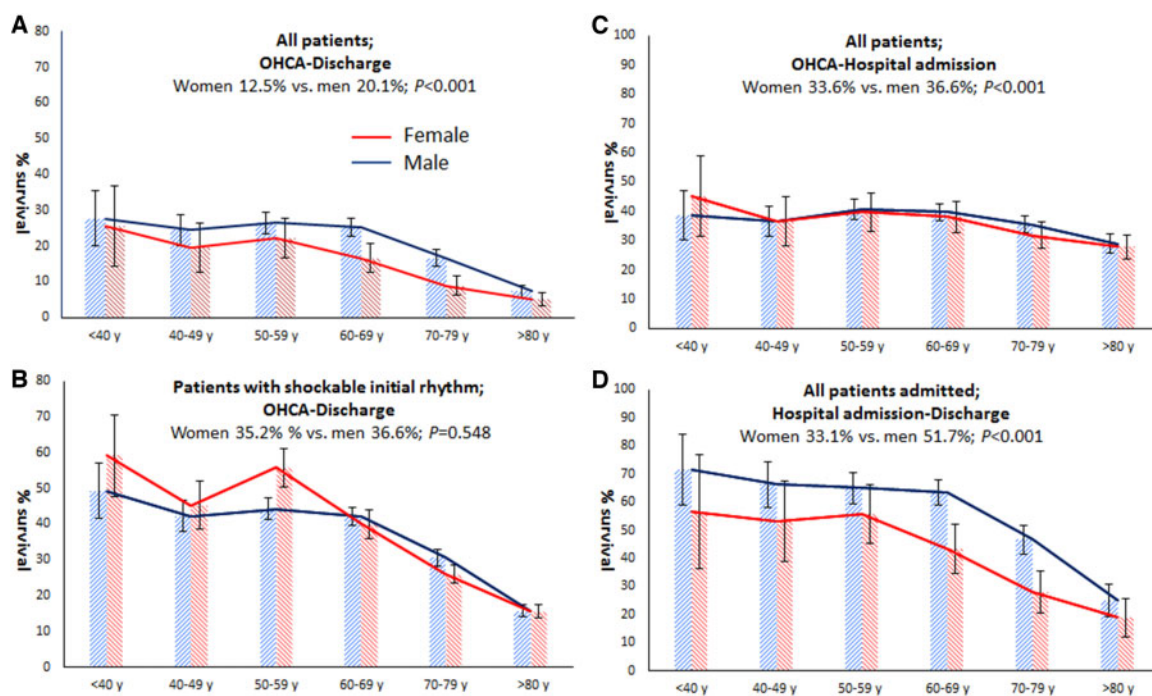 A
All patients;
OHCA-Discharge
Women 12.5% vs. men 20.1%; P<0.001
Female
Male
% survival
80
70
60
50
40
30
20
10
0
<40 y 40-49 y 50-59 y 60-69 y 70-79 y >80 y
C
All patients;
OHCA-Hospital admission
Women 33.6% vs. men 36.6%; P<0.001
% survival
100
90
80
70
60
50
40
30
20
10
0
<40 y 40-49 y 50-59 y 60-69 y 70-79 y >80 y
B
Patients with shockable initial rhythm;
OHCA-Discharge
Women 35.2% % vs. men 36.6%; P=0.548
% survival
80
70
60
50
40
30
20
10
0
<40 y 40-49 y 50-59 y 60-69 y 70-79 y >80 y
D
All patients admitted;
Hospital admission-Discharge
Women 33.1% vs. men 51.7%; P<0.001
% survival
100
90
80
70
60
50
40
30
20
10
0
<40 y 40-49 y 50-59 y 60-69 y 70-79 y >80 y